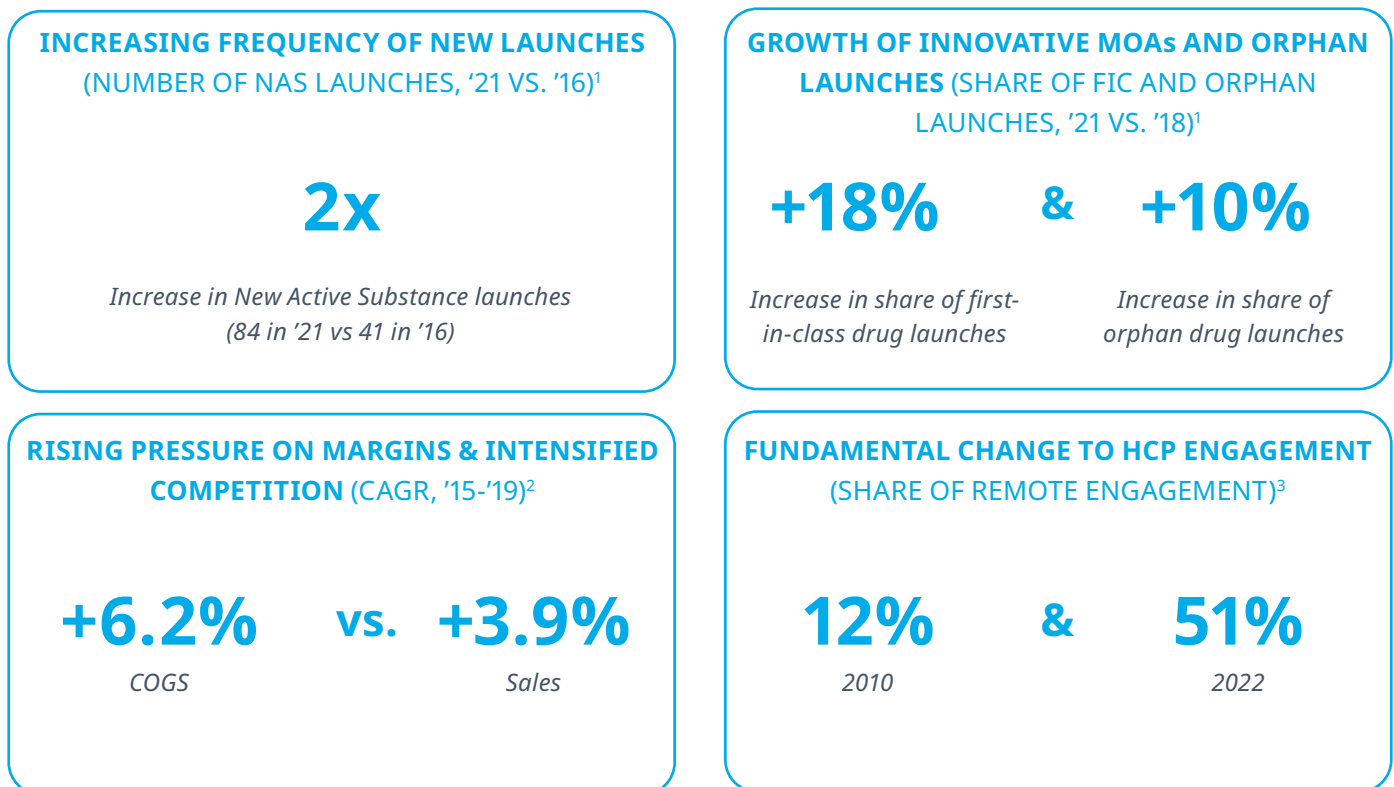 INCREASING FREQUENCY OF NEW LAUNCHES
(NUMBER OF NAS LAUNCHES, ‘21 VS. ’16)¹
2x
Increase in New Active Substance launches
(84 in ’21 vs 41 in ’16)
GROWTH OF INNOVATIVE MOAs AND ORPHAN
LAUNCHES (SHARE OF FIC AND ORPHAN
LAUNCHES, ’21 VS. ’18)¹
+18% & +10%
Increase in share of first-
in-class drug launches
Increase in share of
orphan drug launches
RISING PRESSURE ON MARGINS & INTENSIFIED
COMPETITION (CAGR, ’15-’19)²
+6.2% vs. +3.9%
COGS Sales
FUNDAMENTAL CHANGE TO HCP ENGAGEMENT
(SHARE OF REMOTE ENGAGEMENT)³
12% & 51%
2010 2022